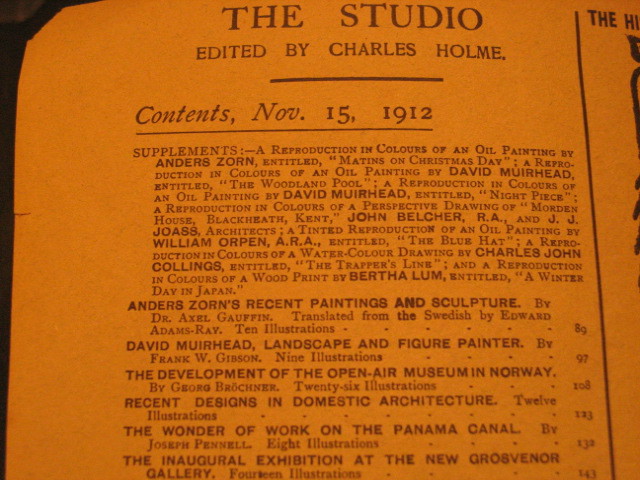 THE STUDIO
EDITED BY CHARLES HOLME.
Contents, Nov. 15, 1912
SUPPLEMENTS:—A REPRODUCTION IN COLOURS OF AN OIL PAINTING BY
ANDERS ZORN, ENTITLED, "MATINS ON CHRISTMAS DAY"; A REPRO-
DUCTION IN COLOURS OF AN OIL PAINTING BY DAVID MUIRHEAD,
ENTITLED, "THE WOODLAND POOL"; A REPRODUCTION IN COLOURS OF
AN OIL PAINTING BY DAVID MUIRHEAD, ENTITLED, "NIGHT PIECE";
A REPRODUCTION IN COLOURS OF A PERSPECTIVE DRAWING OF "MORDEN
HOUSE, BLACKHEATH, KENT," JOHN BELCHER, R.A., AND J. J.
JOASS, ARCHITECTS; A TINTED REPRODUCTION OF AN OIL PAINTING BY
WILLIAM ORPEN, A.R.A., ENTITLED, "THE BLUE HAT"; A REPRO-
DUCTION IN COLOURS OF A WATER-COLOUR DRAWING BY CHARLES JOHN
COLLINGS, ENTITLED, "THE TRAPPER'S LINE"; AND A REPRODUCTION
IN COLOURS OF A WOOD PRINT BY BERTHA LUM, ENTITLED, "A WINTER
DAY IN JAPAN."
ANDERS ZORN'S RECENT PAINTINGS AND SCULPTURE. By
DR. AXEL GAUFFIN. Translated from the Swedish by EDWARD
ADAMS-RAY. Ten Illustrations - - - - - - 89
DAVID MUIRHEAD, LANDSCAPE AND FIGURE PAINTER. By
FRANK W. GIBSON. Nine Illustrations - - - - - 97
THE DEVELOPMENT OF THE OPEN-AIR MUSEUM IN NORWAY.
By GEORG BRÖCHNER. Twenty-six Illustrations - - - - 108
RECENT DESIGNS IN DOMESTIC ARCHITECTURE. Twelve
Illustrations - - - - - - - - 123
THE WONDER OF WORK ON THE PANAMA CANAL. By
JOSEPH PENNELL. Eight Illustrations - - - - - 132
THE INAUGURAL EXHIBITION AT THE NEW GROSVENOR
GALLERY. Fourteen Illustrations - - - - - 143
THE HI